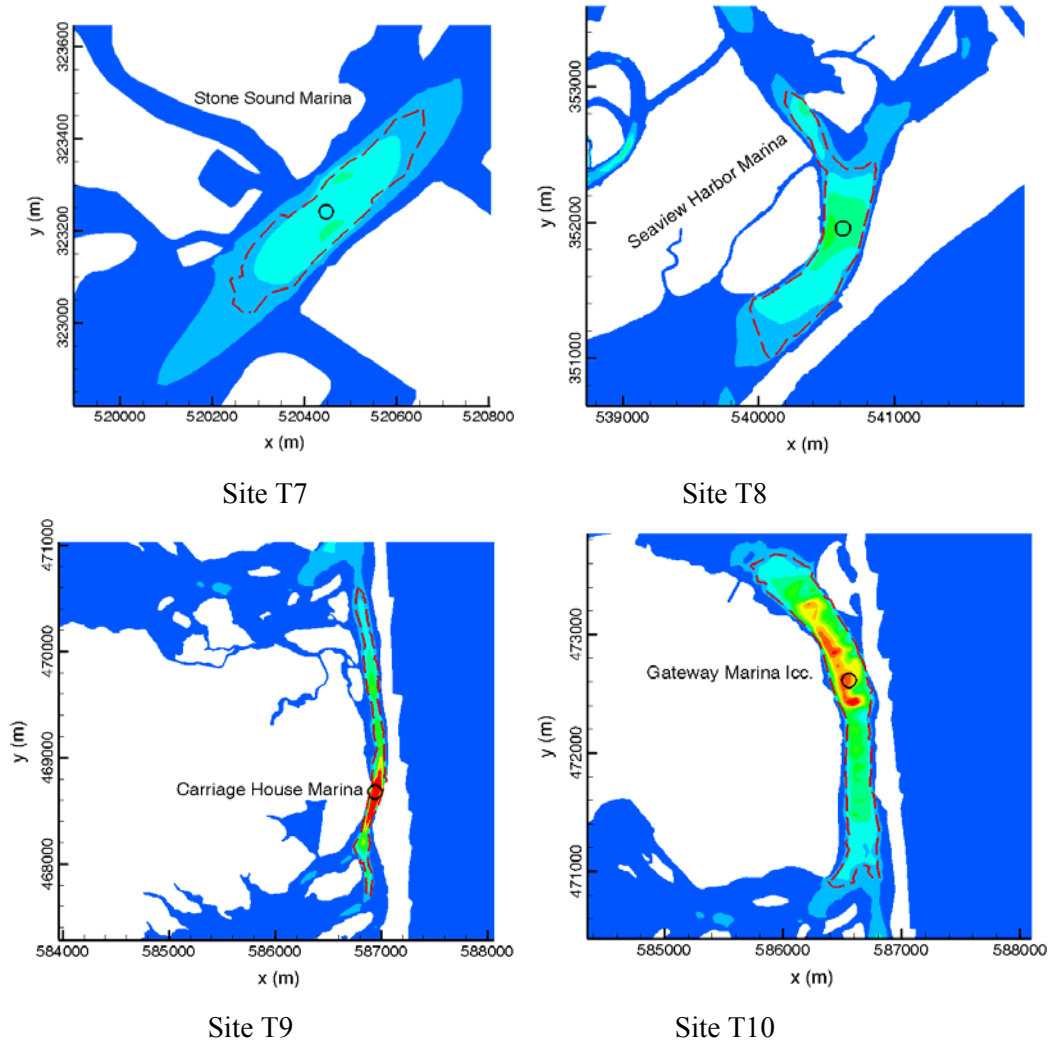 323600
323400
323200
323000
y (m)
Stone Sound Marina
520000
520200
520400
520600
520800
x (m)
353000
352000
351000
y (m)
Seaview Harbor Marina
539000
540000
541000
x (m)
Site T7
Site T8
471000
470000
469000
468000
y (m)
Carriage House Marina
584000
585000
586000
587000
588000
x (m)
473000
472000
471000
y (m)
Gateway Marina Icc.
585000
586000
587000
588000
x (m)
Site T9
Site T10